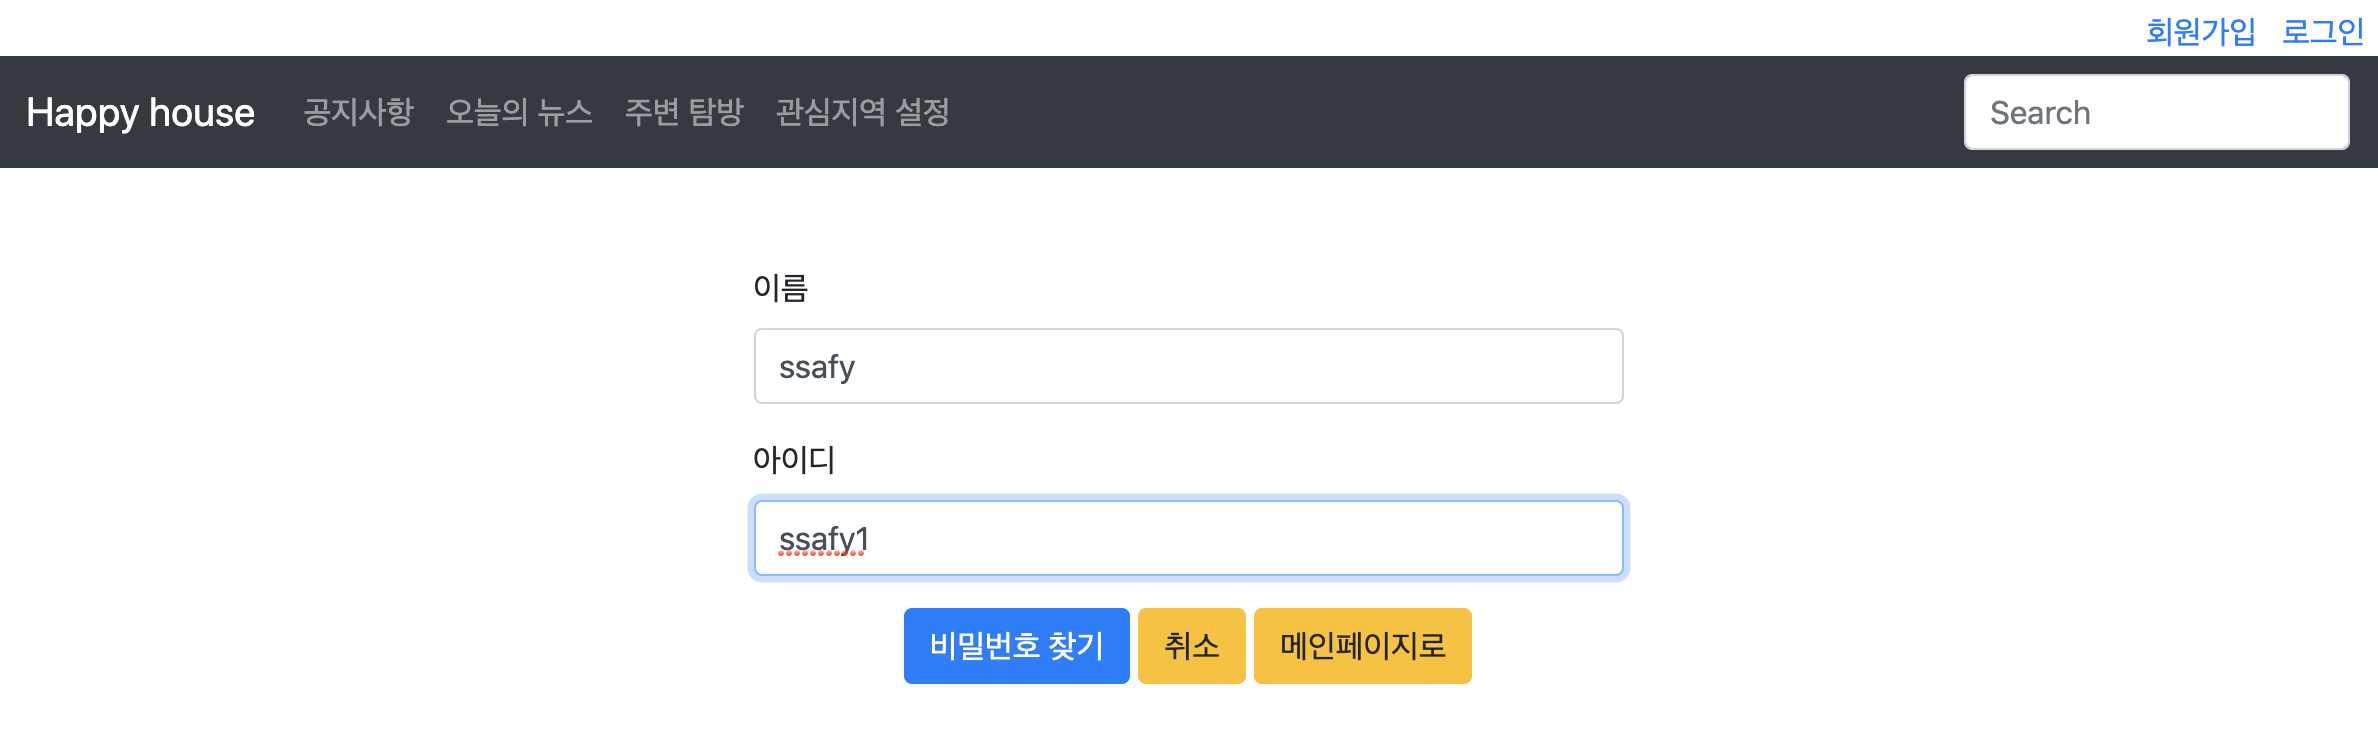 회원가입 로그인
Happy house 공지사항 오늘의 뉴스 주변 탐방 관심지역 설정 Search
이름
ssafy
아이디
ssafy1
비밀번호 찾기 취소 메인페이지로